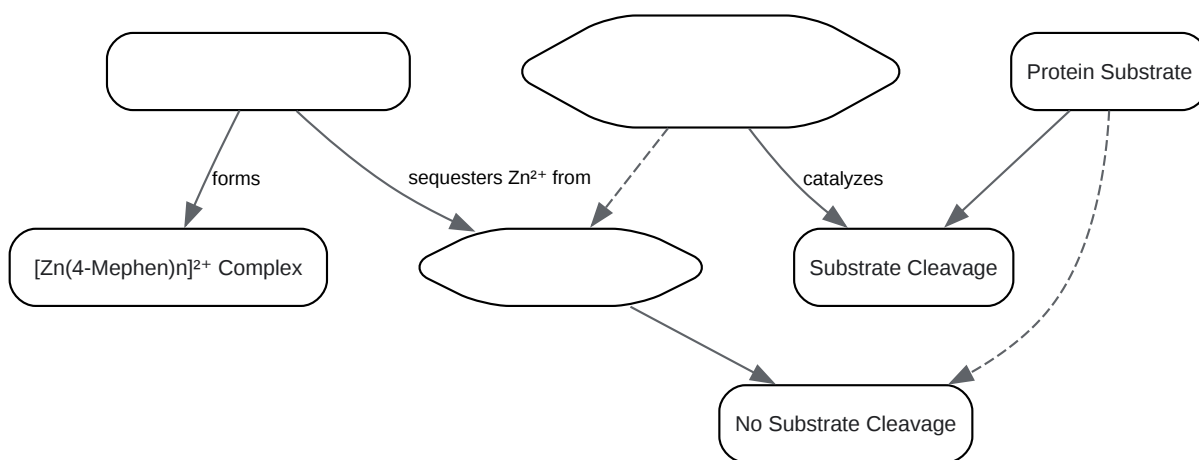 Protein Substrate
forms
sequesters Zn²⁺ from
catalyzes
[Zn(4-Mephen)n]²⁺ Complex
Substrate Cleavage
No Substrate Cleavage